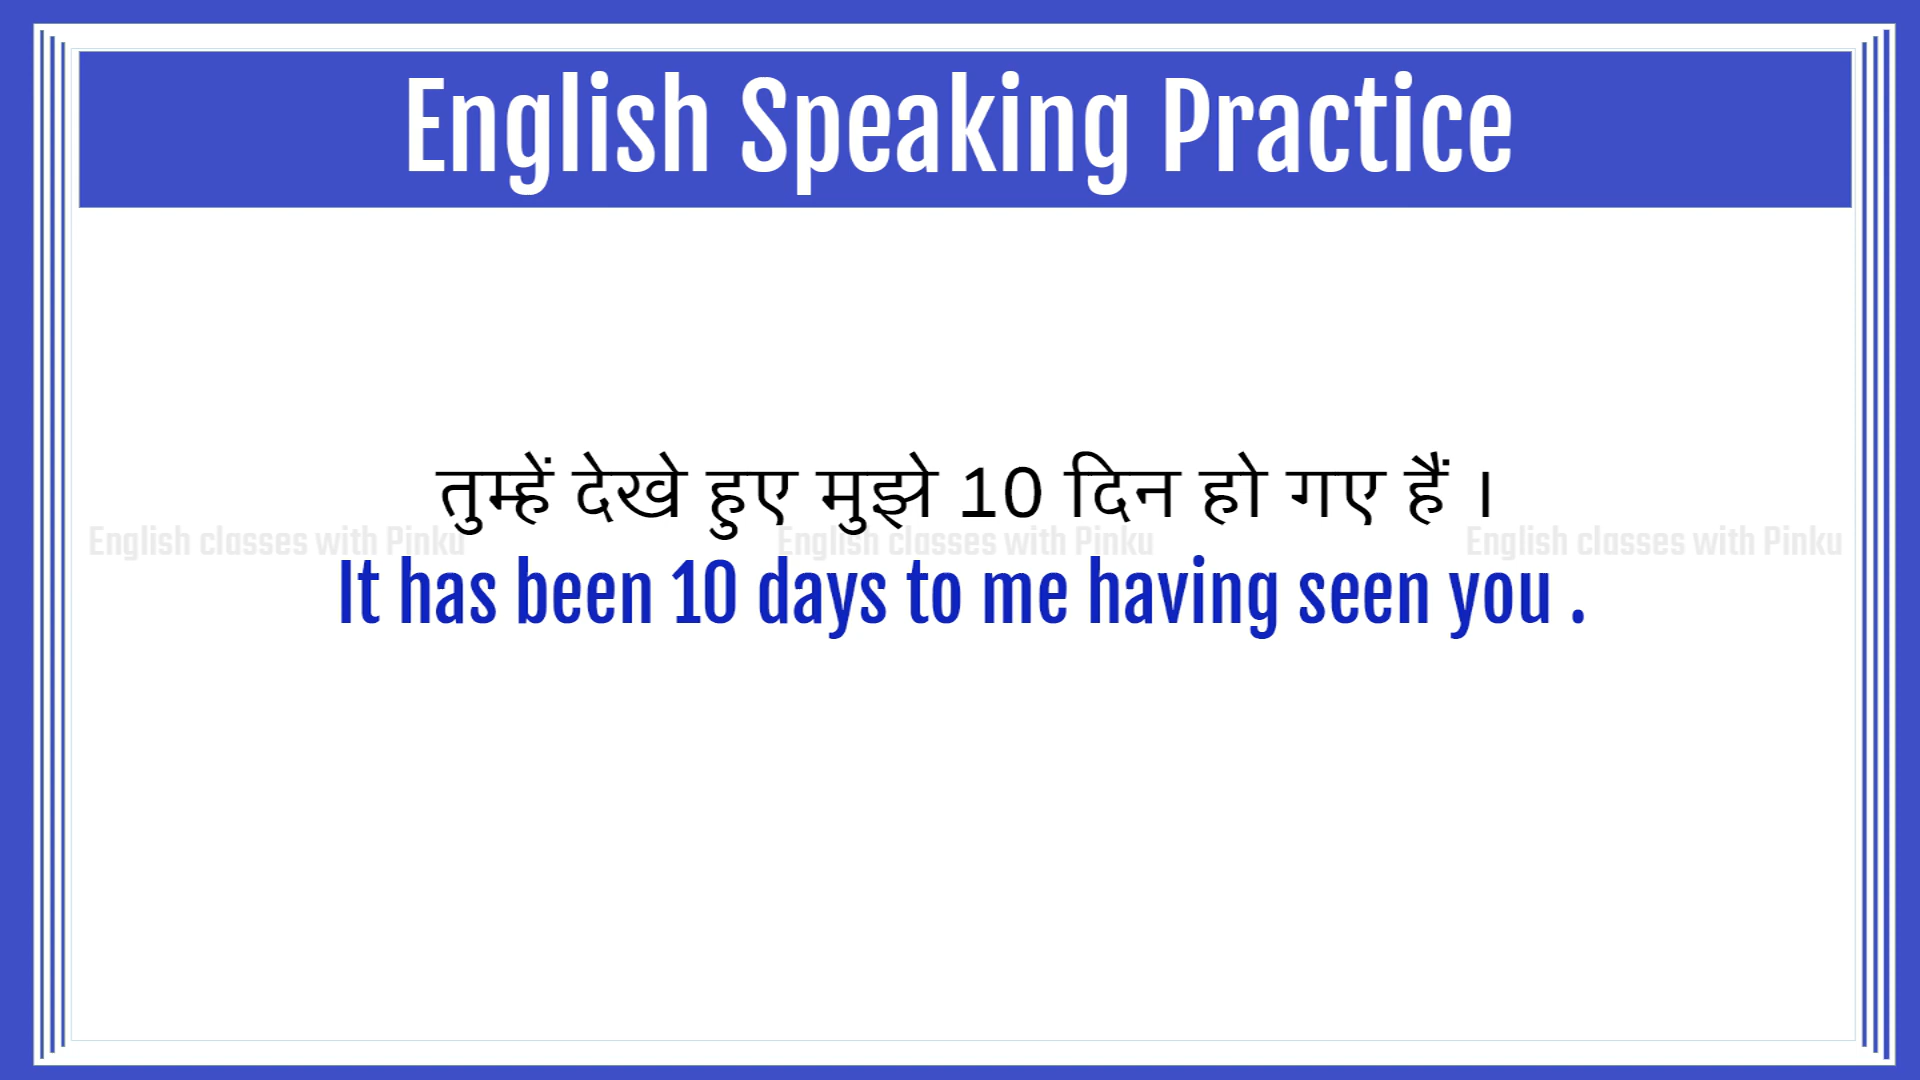 English Speaking Practice
तुम्हें देखे हुए मुझे 10 दिन हो गए हैं ।
English classes with Pinku English classes with Pinku English classes with Pinku
It has been 10 days to me having seen you .